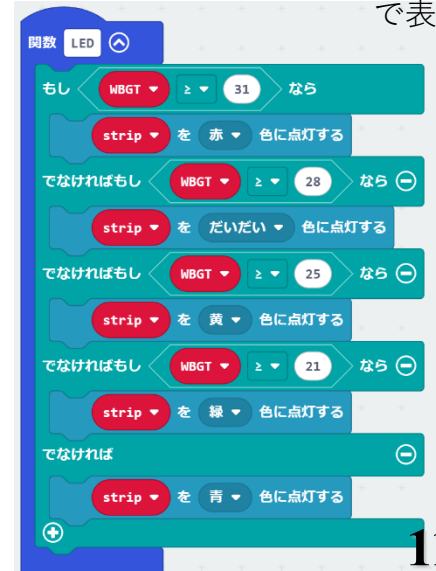 で表
関数 LED
もし WBGT ≥ 31 なら
strip を 赤 色に点灯する
でなければもし WBGT ≥ 28 なら
strip を だいだい 色に点灯する
でなければもし WBGT ≥ 25 なら
strip を 黄 色に点灯する
でなければもし WBGT ≥ 21 なら
strip を 緑 色に点灯する
でなければ
strip を 青 色に点灯する
11